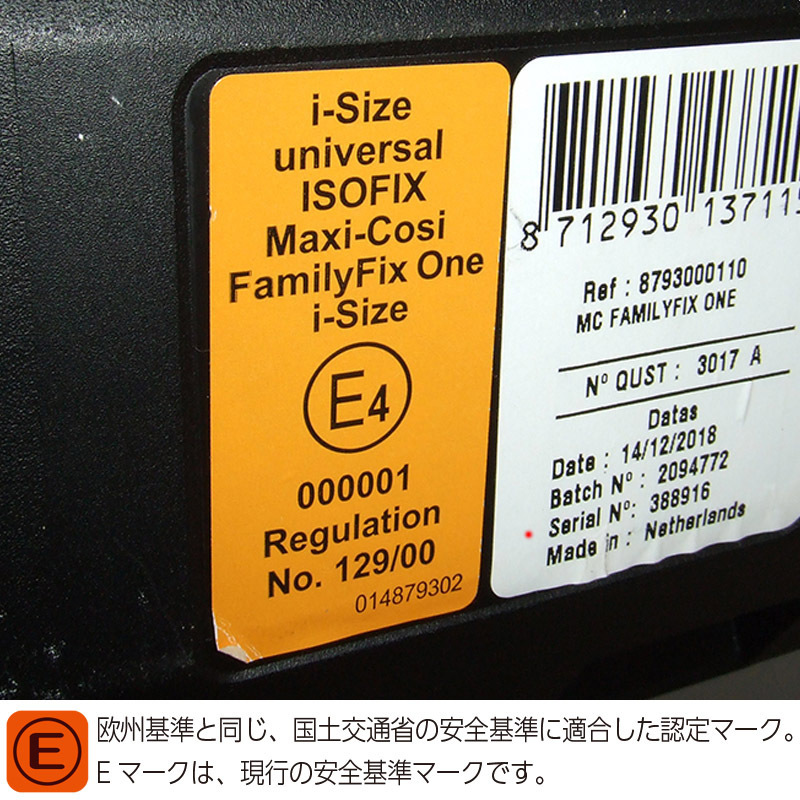 i-Size
universal
ISOFIX
Maxi-Cosi
FamilyFix One
i-Size
E4
000001
Regulation
No. 129/00
014879302
8 712930 137115
Ref : 8793000110
MC FAMILYFIX ONE
Nº QUST : 3017 A
Datas
Date : 14/12/2018
Batch Nº : 2094772
Serial Nº: 388916
Made in : Netherlands
E
欧州基準と同じ、国土交通省の安全基準に適合した認定マーク。
E マークは、現行の安全基準マークです。